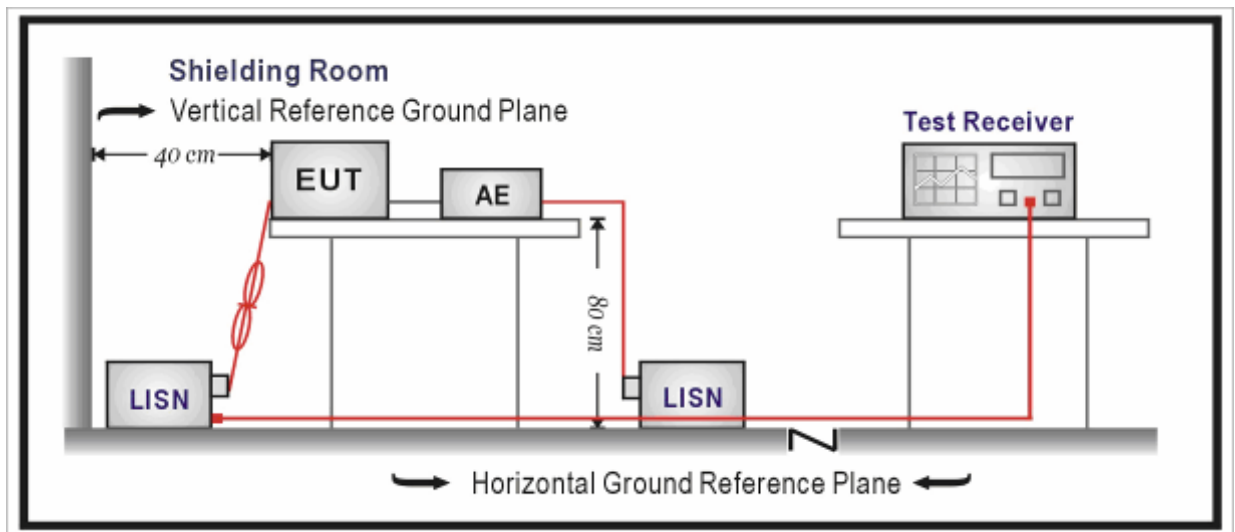 Shielding Room
Vertical Reference Ground Plane
Test Receiver
40 cm
EUT
AE
80 cm
LISN
LISN
Horizontal Ground Reference Plane